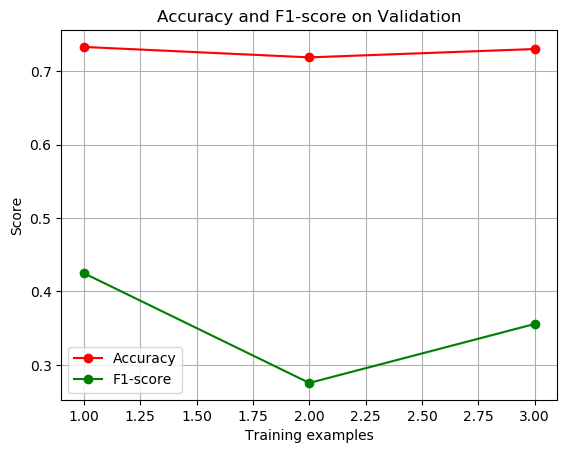 Accuracy and F1-score on Validation
Score
0.7
0.6
0.5
0.4
0.3
Accuracy
F1-score
1.00 1.25 1.50 1.75 2.00 2.25 2.50 2.75 3.00
Training examples